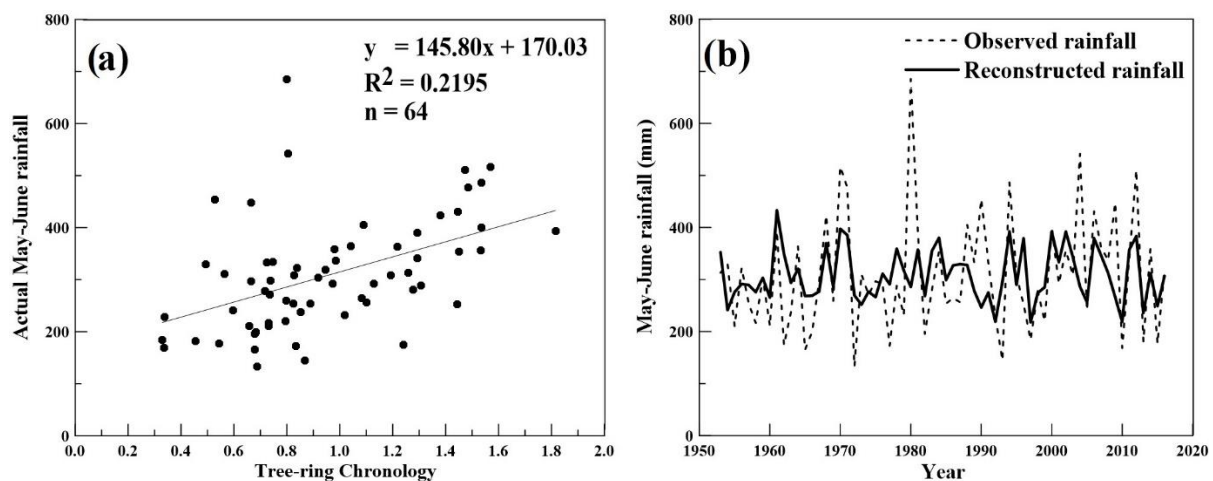 (a)
y = 145.80x + 170.03
R² = 0.2195
n = 64
Actual May-June rainfall
800
600
400
200
0
0.0 0.2 0.4 0.6 0.8 1.0 1.2 1.4 1.6 1.8 2.0
Tree-ring Chronology
(b)
Observed rainfall
Reconstructed rainfall
May-June rainfall (mm)
800
600
400
200
0
1950 1960 1970 1980 1990 2000 2010 2020
Year